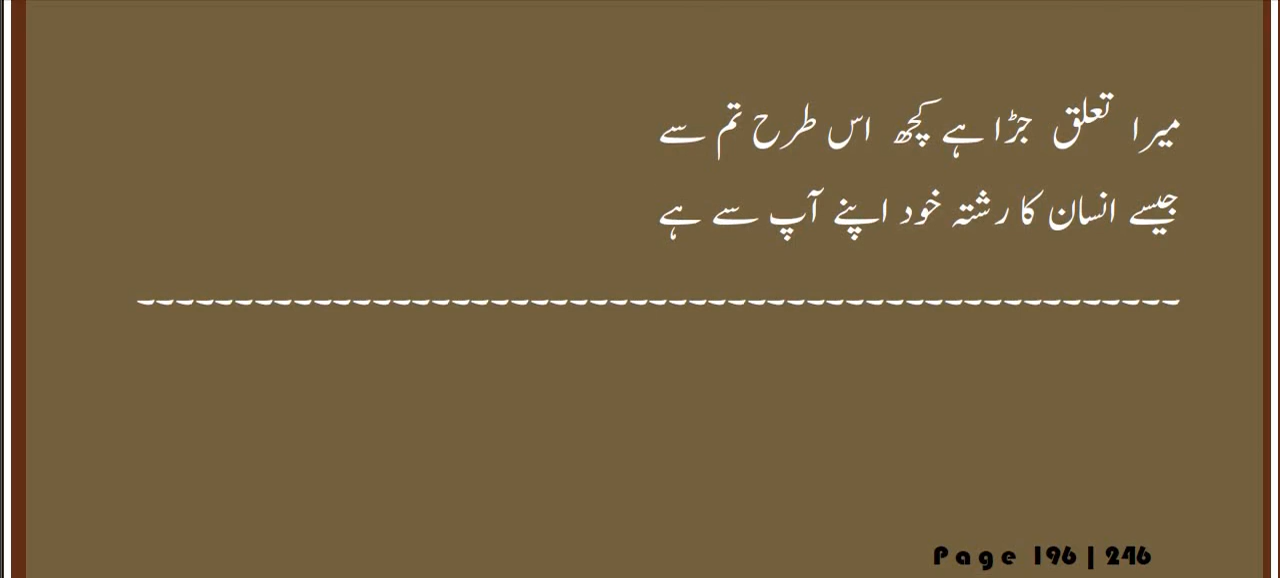 میرا تعلق جڑا ہے کچھ اس طرح تم سے
جیسے انسان کا رشتہ خود اپنے آپ سے ہے
۔۔۔۔۔۔۔۔۔۔۔۔۔۔۔۔۔۔۔۔۔۔۔۔۔۔۔۔۔۔۔۔۔۔۔۔۔۔۔۔۔۔۔۔۔۔۔۔۔۔۔۔۔
Page 196 | 246